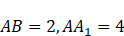 AB = 2, AA₁ = 4